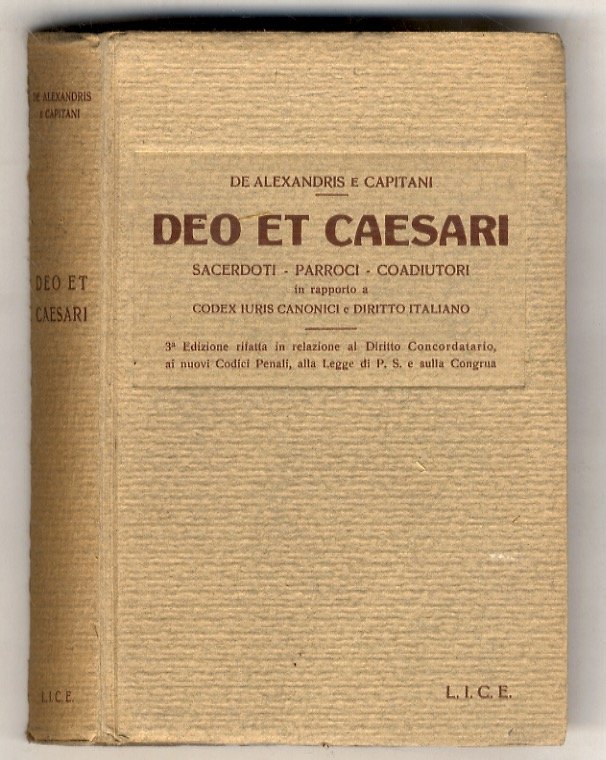 DE ALEXANDRIS
E CAPITANI
DEO ET
CAESARI
L.I.C.E.
DE ALEXANDRIS E CAPITANI
DEO ET CAESARI
SACERDOTI - PARROCI - COADIUTORI
in rapporto a
CODEX IURIS CANONICI e DIRITTO ITALIANO
3ª Edizione rifatta in relazione al Diritto Concordatario,
ai nuovi Codici Penali, alla Legge di P. S. e sulla Congrua
L. I. C. E.